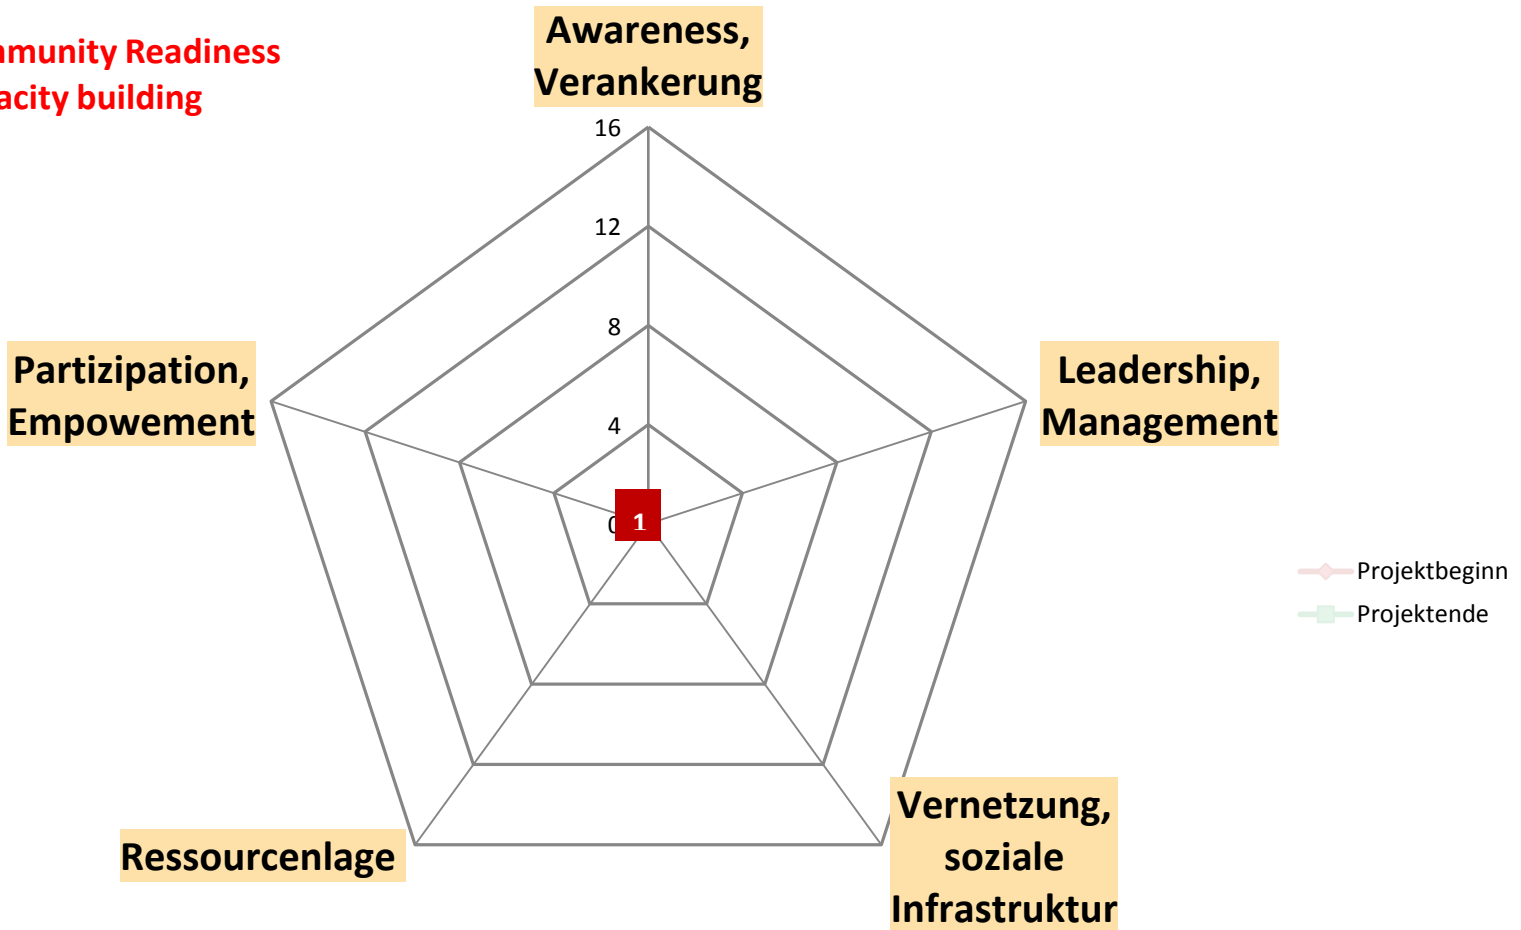 mmunity Readiness
acity building
Awareness,
Verankerung
16
12
8
4
0
1
Partizipation,
Empowement
Leadership,
Management
Ressourcenlage
Vernetzung,
soziale
Infrastruktur
Projektbeginn
Projektende